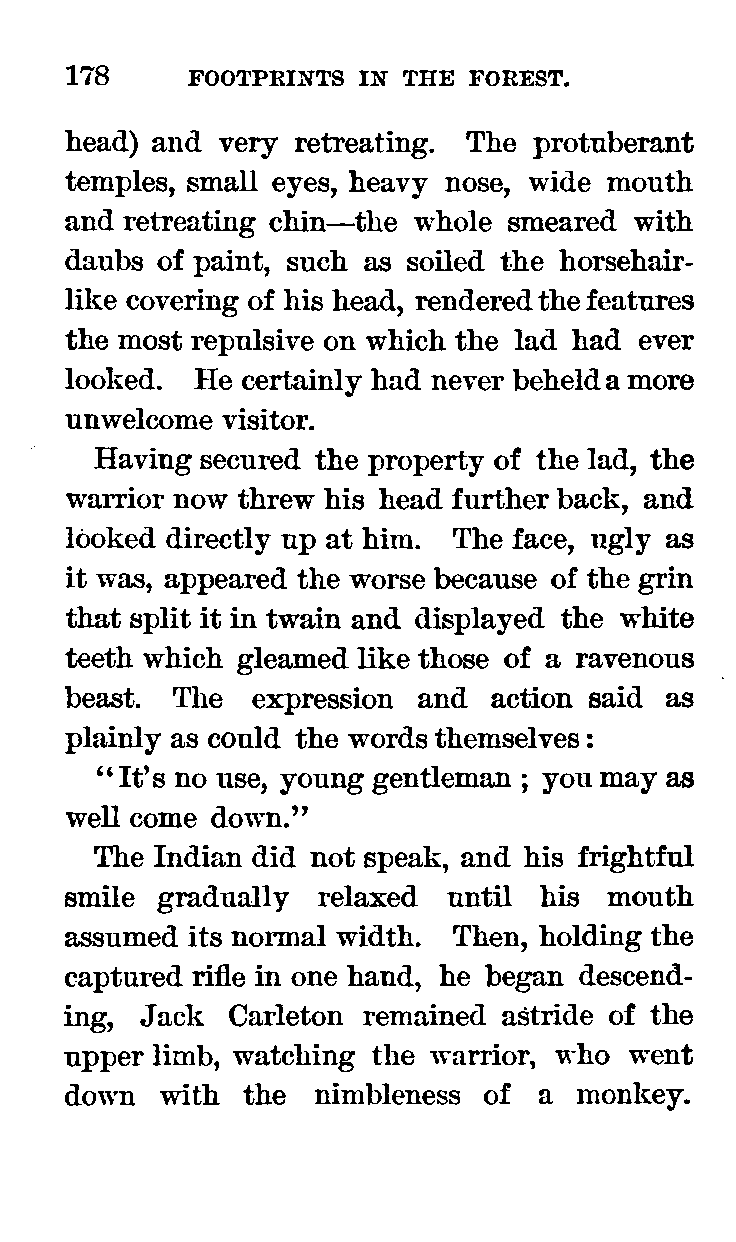 178 FOOTPRINTS IN THE FOREST.
head) and very retreating. The protuberant
temples, small eyes, heavy nose, wide mouth
and retreating chin—the whole smeared with
daubs of paint, such as soiled the horsehair-
like covering of his head, rendered the features
the most repulsive on which the lad had ever
looked. He certainly had never beheld a more
unwelcome visitor.
Having secured the property of the lad, the
warrior now threw his head further back, and
looked directly up at him. The face, ugly as
it was, appeared the worse because of the grin
that split it in twain and displayed the white
teeth which gleamed like those of a ravenous
beast. The expression and action said as
plainly as could the words themselves:
"It's no use, young gentleman ; you may as
well come down."
The Indian did not speak, and his frightful
smile gradually relaxed until his mouth
assumed its normal width. Then, holding the
captured rifle in one hand, he began descend-
ing, Jack Carleton remained astride of the
upper limb, watching the warrior, who went
down with the nimbleness of a monkey.